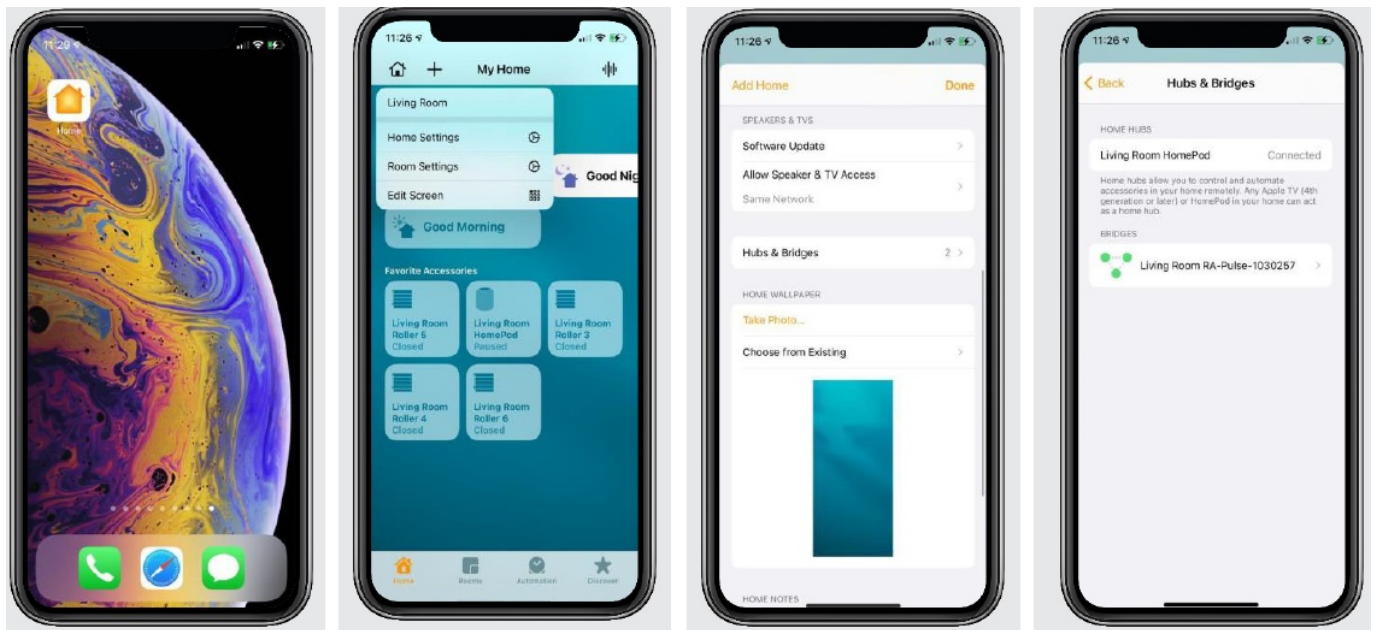 11:26
Home
11:26
My Home
Living Room
Home Settings
Room Settings
Edit Screen
Good Nig
Good Morning
Favorite Accessories
Living Room
Roller 5
Closed
Living Room
HomePod
Paused
Living Room
Roller 3
Closed
Living Room
Roller 4
Closed
Living Room
Roller 6
Closed
Home
Rooms
Automation
Discover
11:26
Add Home
Done
SPEAKERS & TVS
Software Update
Allow Speaker & TV Access
Same Network
Hubs & Bridges
2
HOME WALLPAPER
Take Photo...
Choose from Existing
HOME NOTES
11:26
Back
Hubs & Bridges
HOME HUBS
Living Room HomePod
Connected
Home hubs allow you to control and automate
accessories in your home remotely. Any Apple TV (4th
generation or later) or HomePod in your home can act
as a home hub.
BRIDGES
Living Room RA-Pulse-1030257